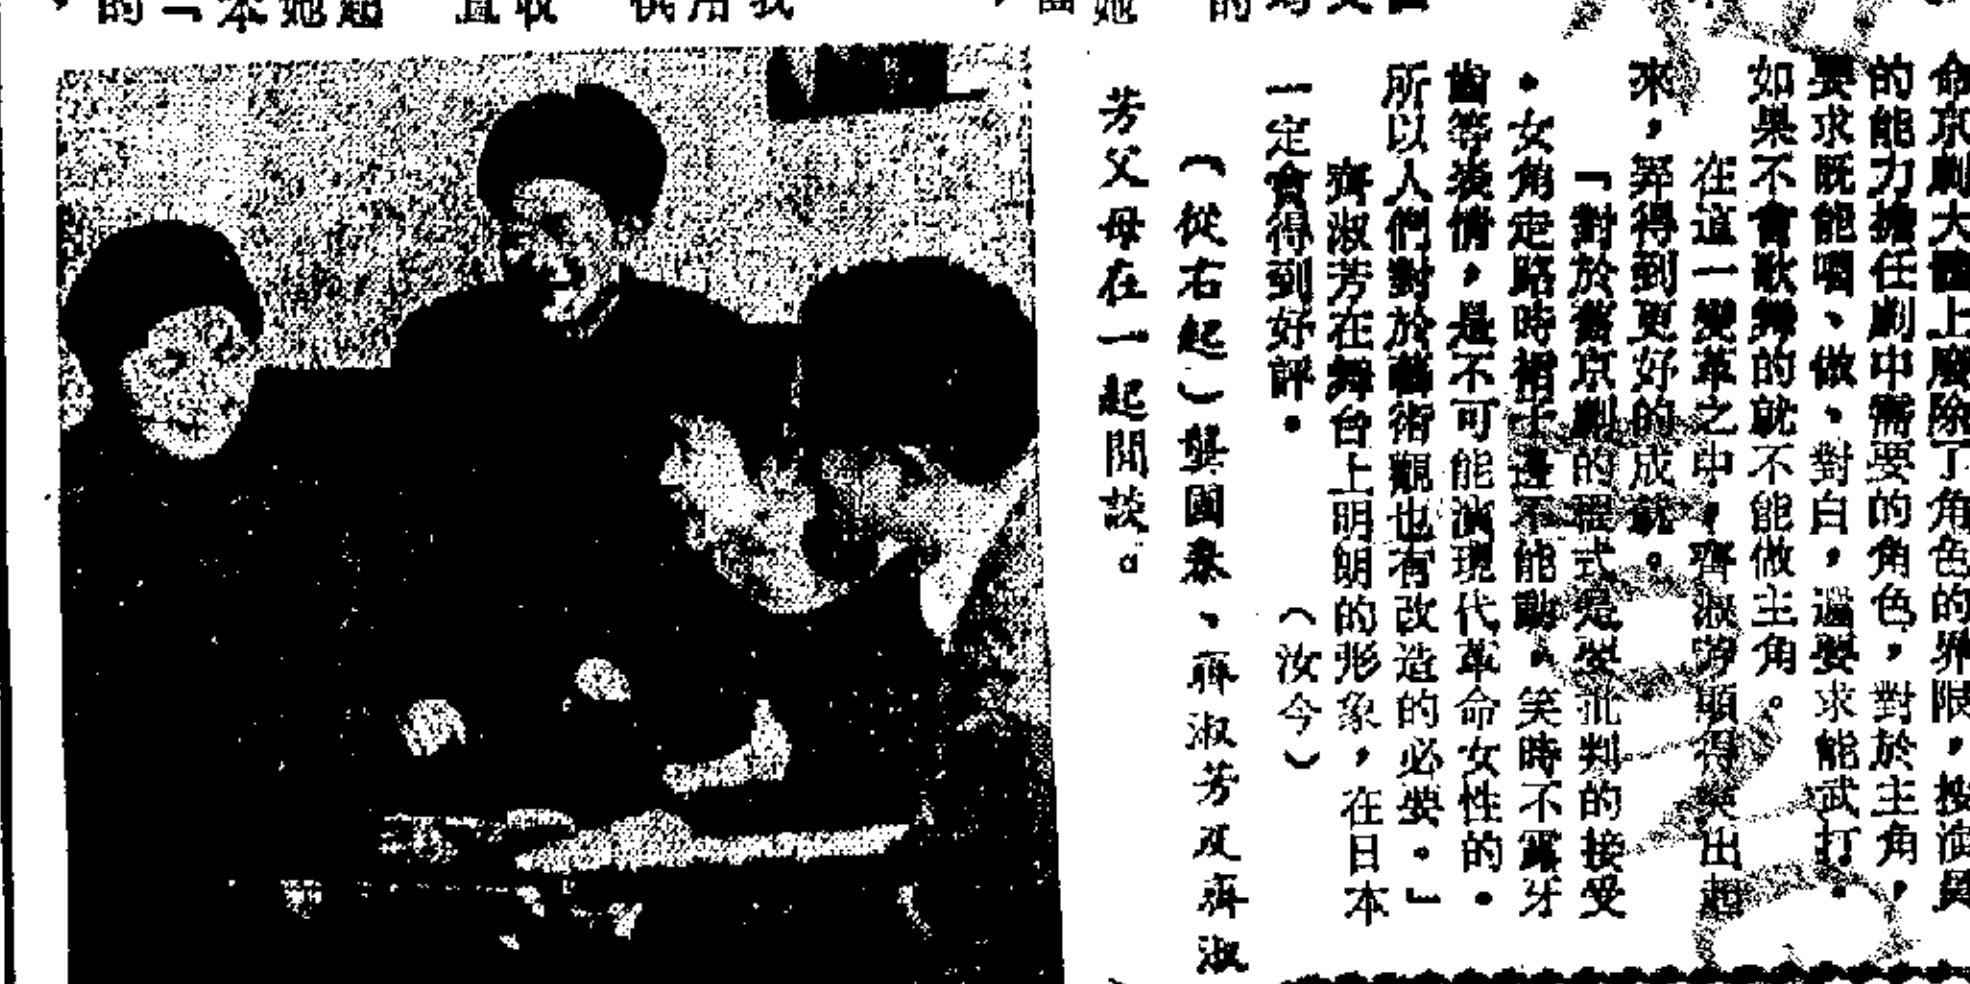 命京劇大體上廢除了角色的界限，按演員
的能力擔任劇中需要的角色，對於主角，
要求既能唱、做、對白，還要求能武打。
如果不會歌舞的就不能做主角。
在這一變革之中，齊淑芳顯得突出起
來，羿得到更好的成就。
「對於舊京劇的程式是要批判的接受
。女角定路時裙子邊不能動，笑時不露牙
齒等表情，是不可能演現代革命女性的。
所以人們對於藝術觀也有改造的必要。」
齊淑芳在舞台上明朗的形象，在日本
一定會得到好評。
（汝今）
（從右起）龔國泰、齊淑芳及齊淑
芳父母在一起閒談。